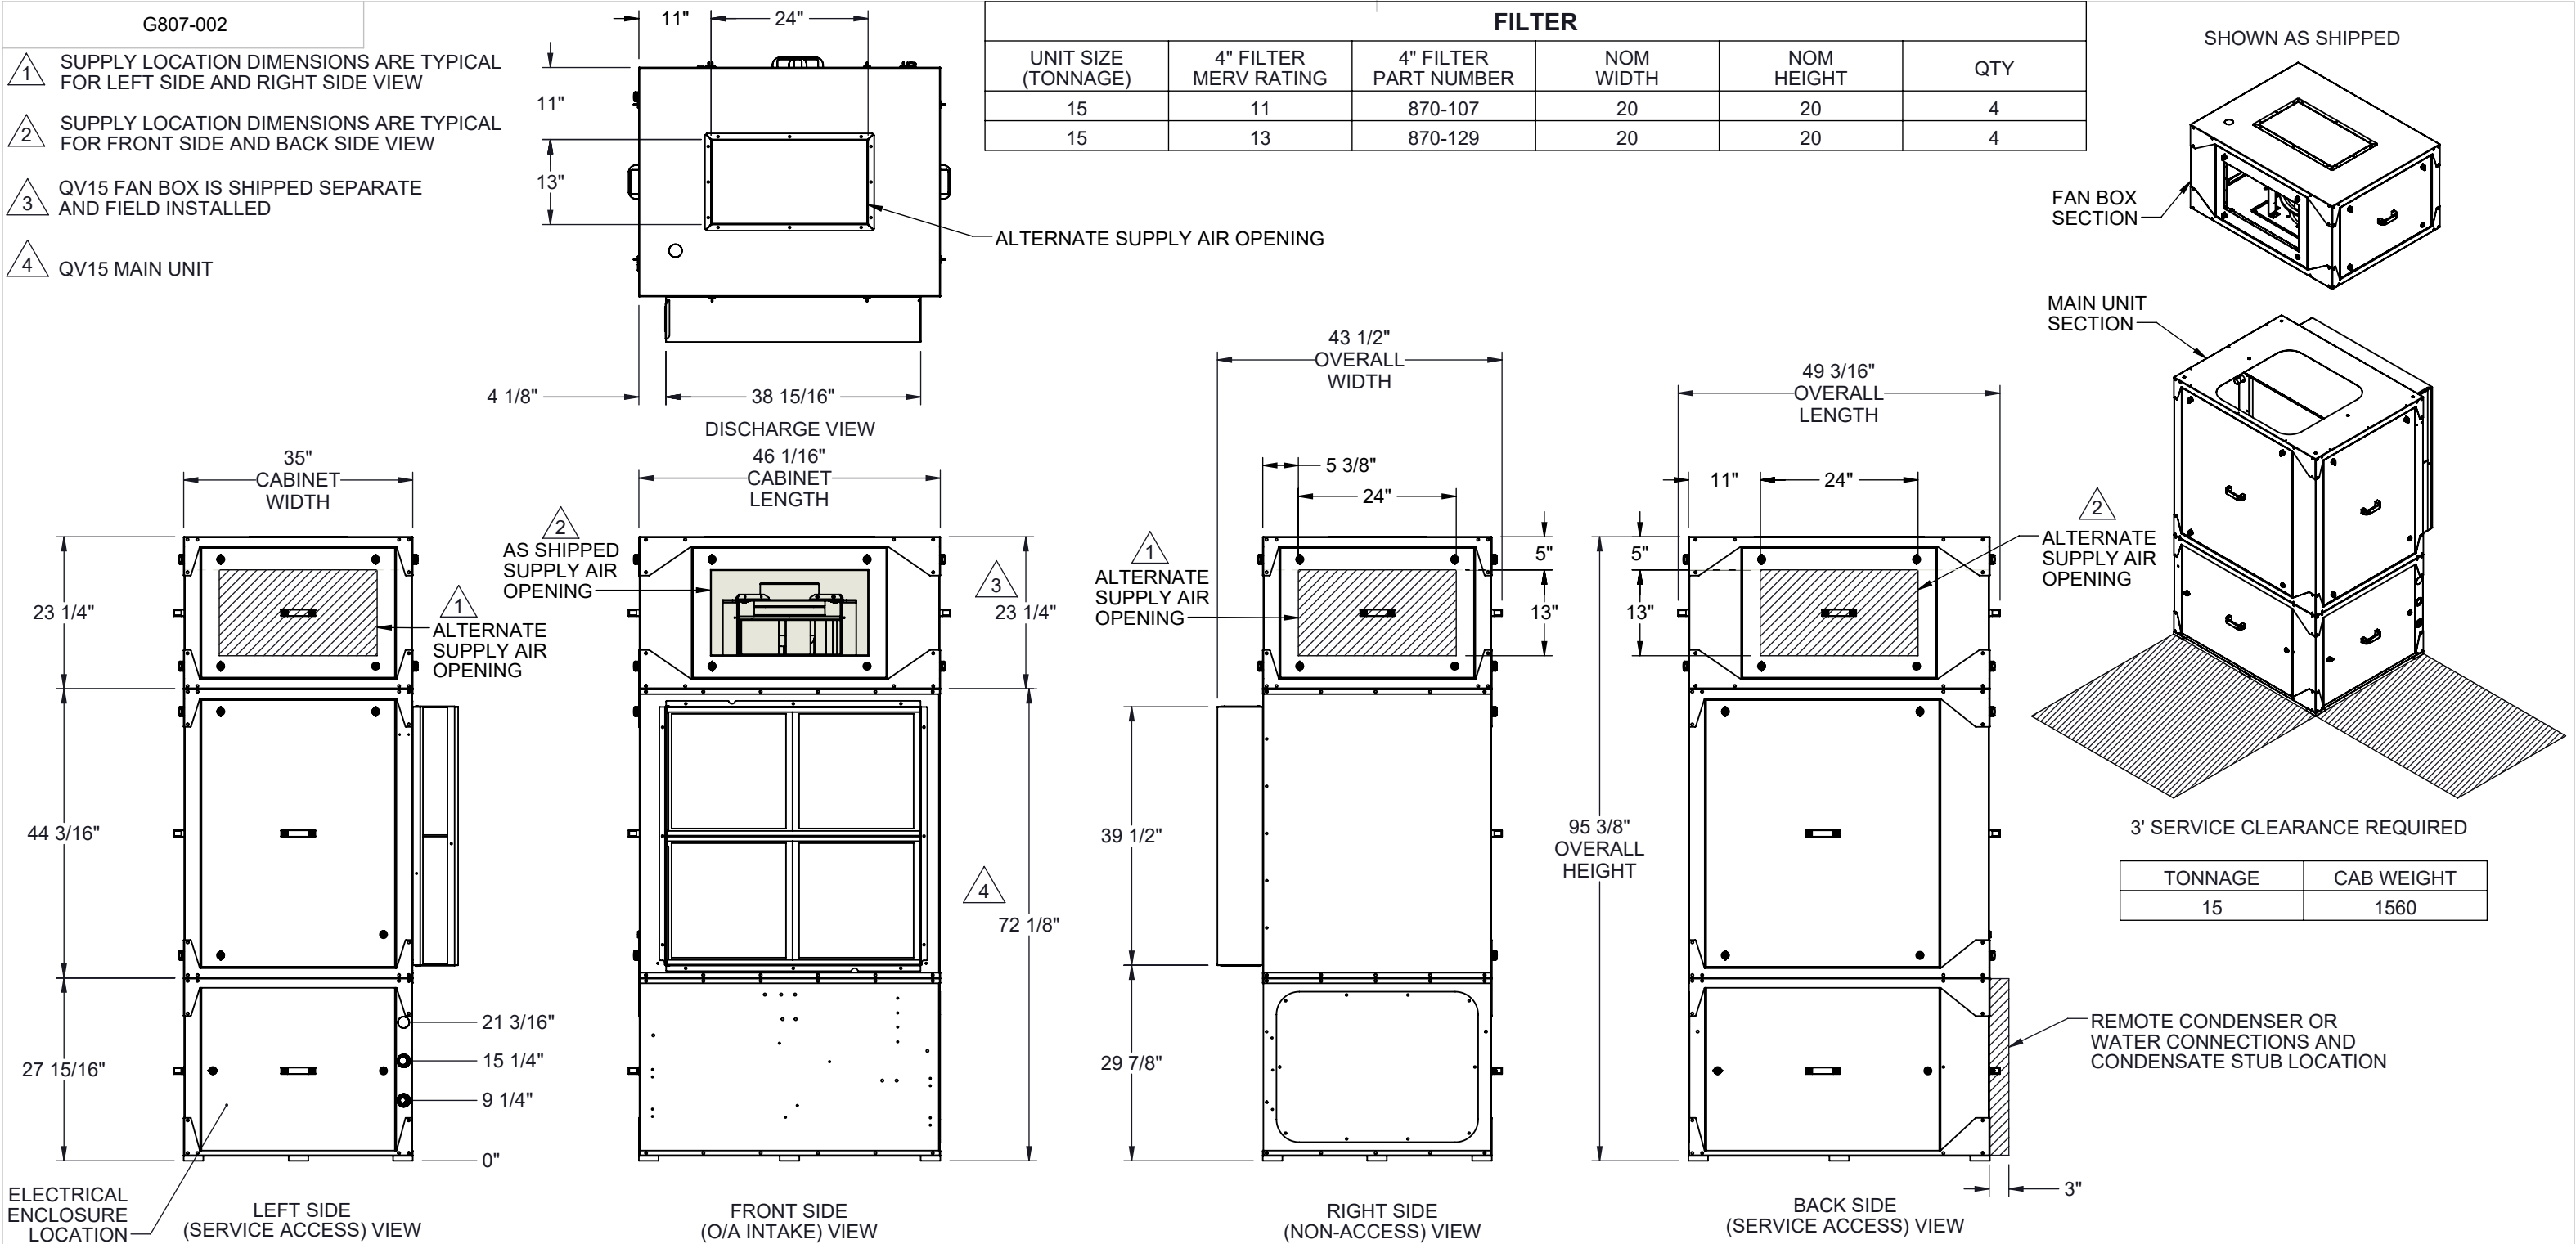 G807-002
1
SUPPLY LOCATION DIMENSIONS ARE TYPICAL
FOR LEFT SIDE AND RIGHT SIDE VIEW
2
SUPPLY LOCATION DIMENSIONS ARE TYPICAL
FOR FRONT SIDE AND BACK SIDE VIEW
3
QV15 FAN BOX IS SHIPPED SEPARATE
AND FIELD INSTALLED
4
QV15 MAIN UNIT
11"
24"
11"
13"
ALTERNATE SUPPLY AIR OPENING
4 1/8"
38 15/16"
DISCHARGE VIEW
FILTER
UNIT SIZE
(TONNAGE)
4" FILTER
MERV RATING
4" FILTER
PART NUMBER
NOM
WIDTH
NOM
HEIGHT
QTY
15 11 870-107 20 20 4
15 13 870-129 20 20 4
SHOWN AS SHIPPED
FAN BOX
SECTION
MAIN UNIT
SECTION
3' SERVICE CLEARANCE REQUIRED
TONNAGE CAB WEIGHT
15 1560
35"
CABINET
WIDTH
23 1/4"
44 3/16"
27 15/16"
1
ALTERNATE
SUPPLY AIR
OPENING
21 3/16"
15 1/4"
9 1/4"
0"
ELECTRICAL
ENCLOSURE
LOCATION
LEFT SIDE
(SERVICE ACCESS) VIEW
46 1/16"
CABINET
LENGTH
2
AS SHIPPED
SUPPLY AIR
OPENING
3
23 1/4"
4
72 1/8"
FRONT SIDE
(O/A INTAKE) VIEW
43 1/2"
OVERALL
WIDTH
5 3/8"
24"
1
ALTERNATE
SUPPLY AIR
OPENING
5"
13"
39 1/2"
29 7/8"
RIGHT SIDE
(NON-ACCESS) VIEW
49 3/16"
OVERALL
LENGTH
11"
24"
5"
13"
2
ALTERNATE
SUPPLY AIR
OPENING
95 3/8"
OVERALL
HEIGHT
REMOTE CONDENSER OR
WATER CONNECTIONS AND
CONDENSATE STUB LOCATION
3"
BACK SIDE
(SERVICE ACCESS) VIEW